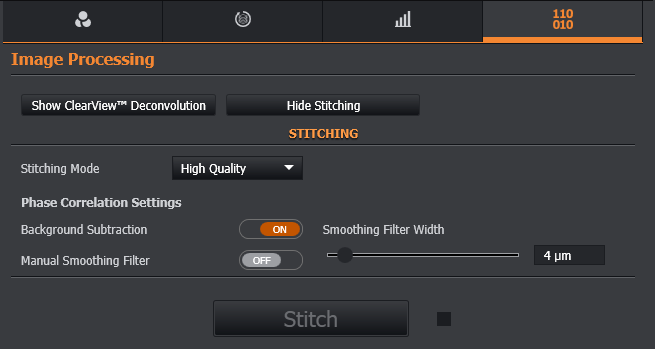 110
010
Image Processing
Show ClearView™ Deconvolution
Hide Stitching
STITCHING
Stitching Mode
High Quality
Phase Correlation Settings
Background Subtraction
ON
Smoothing Filter Width
Manual Smoothing Filter
OFF
4 µm
Stitch